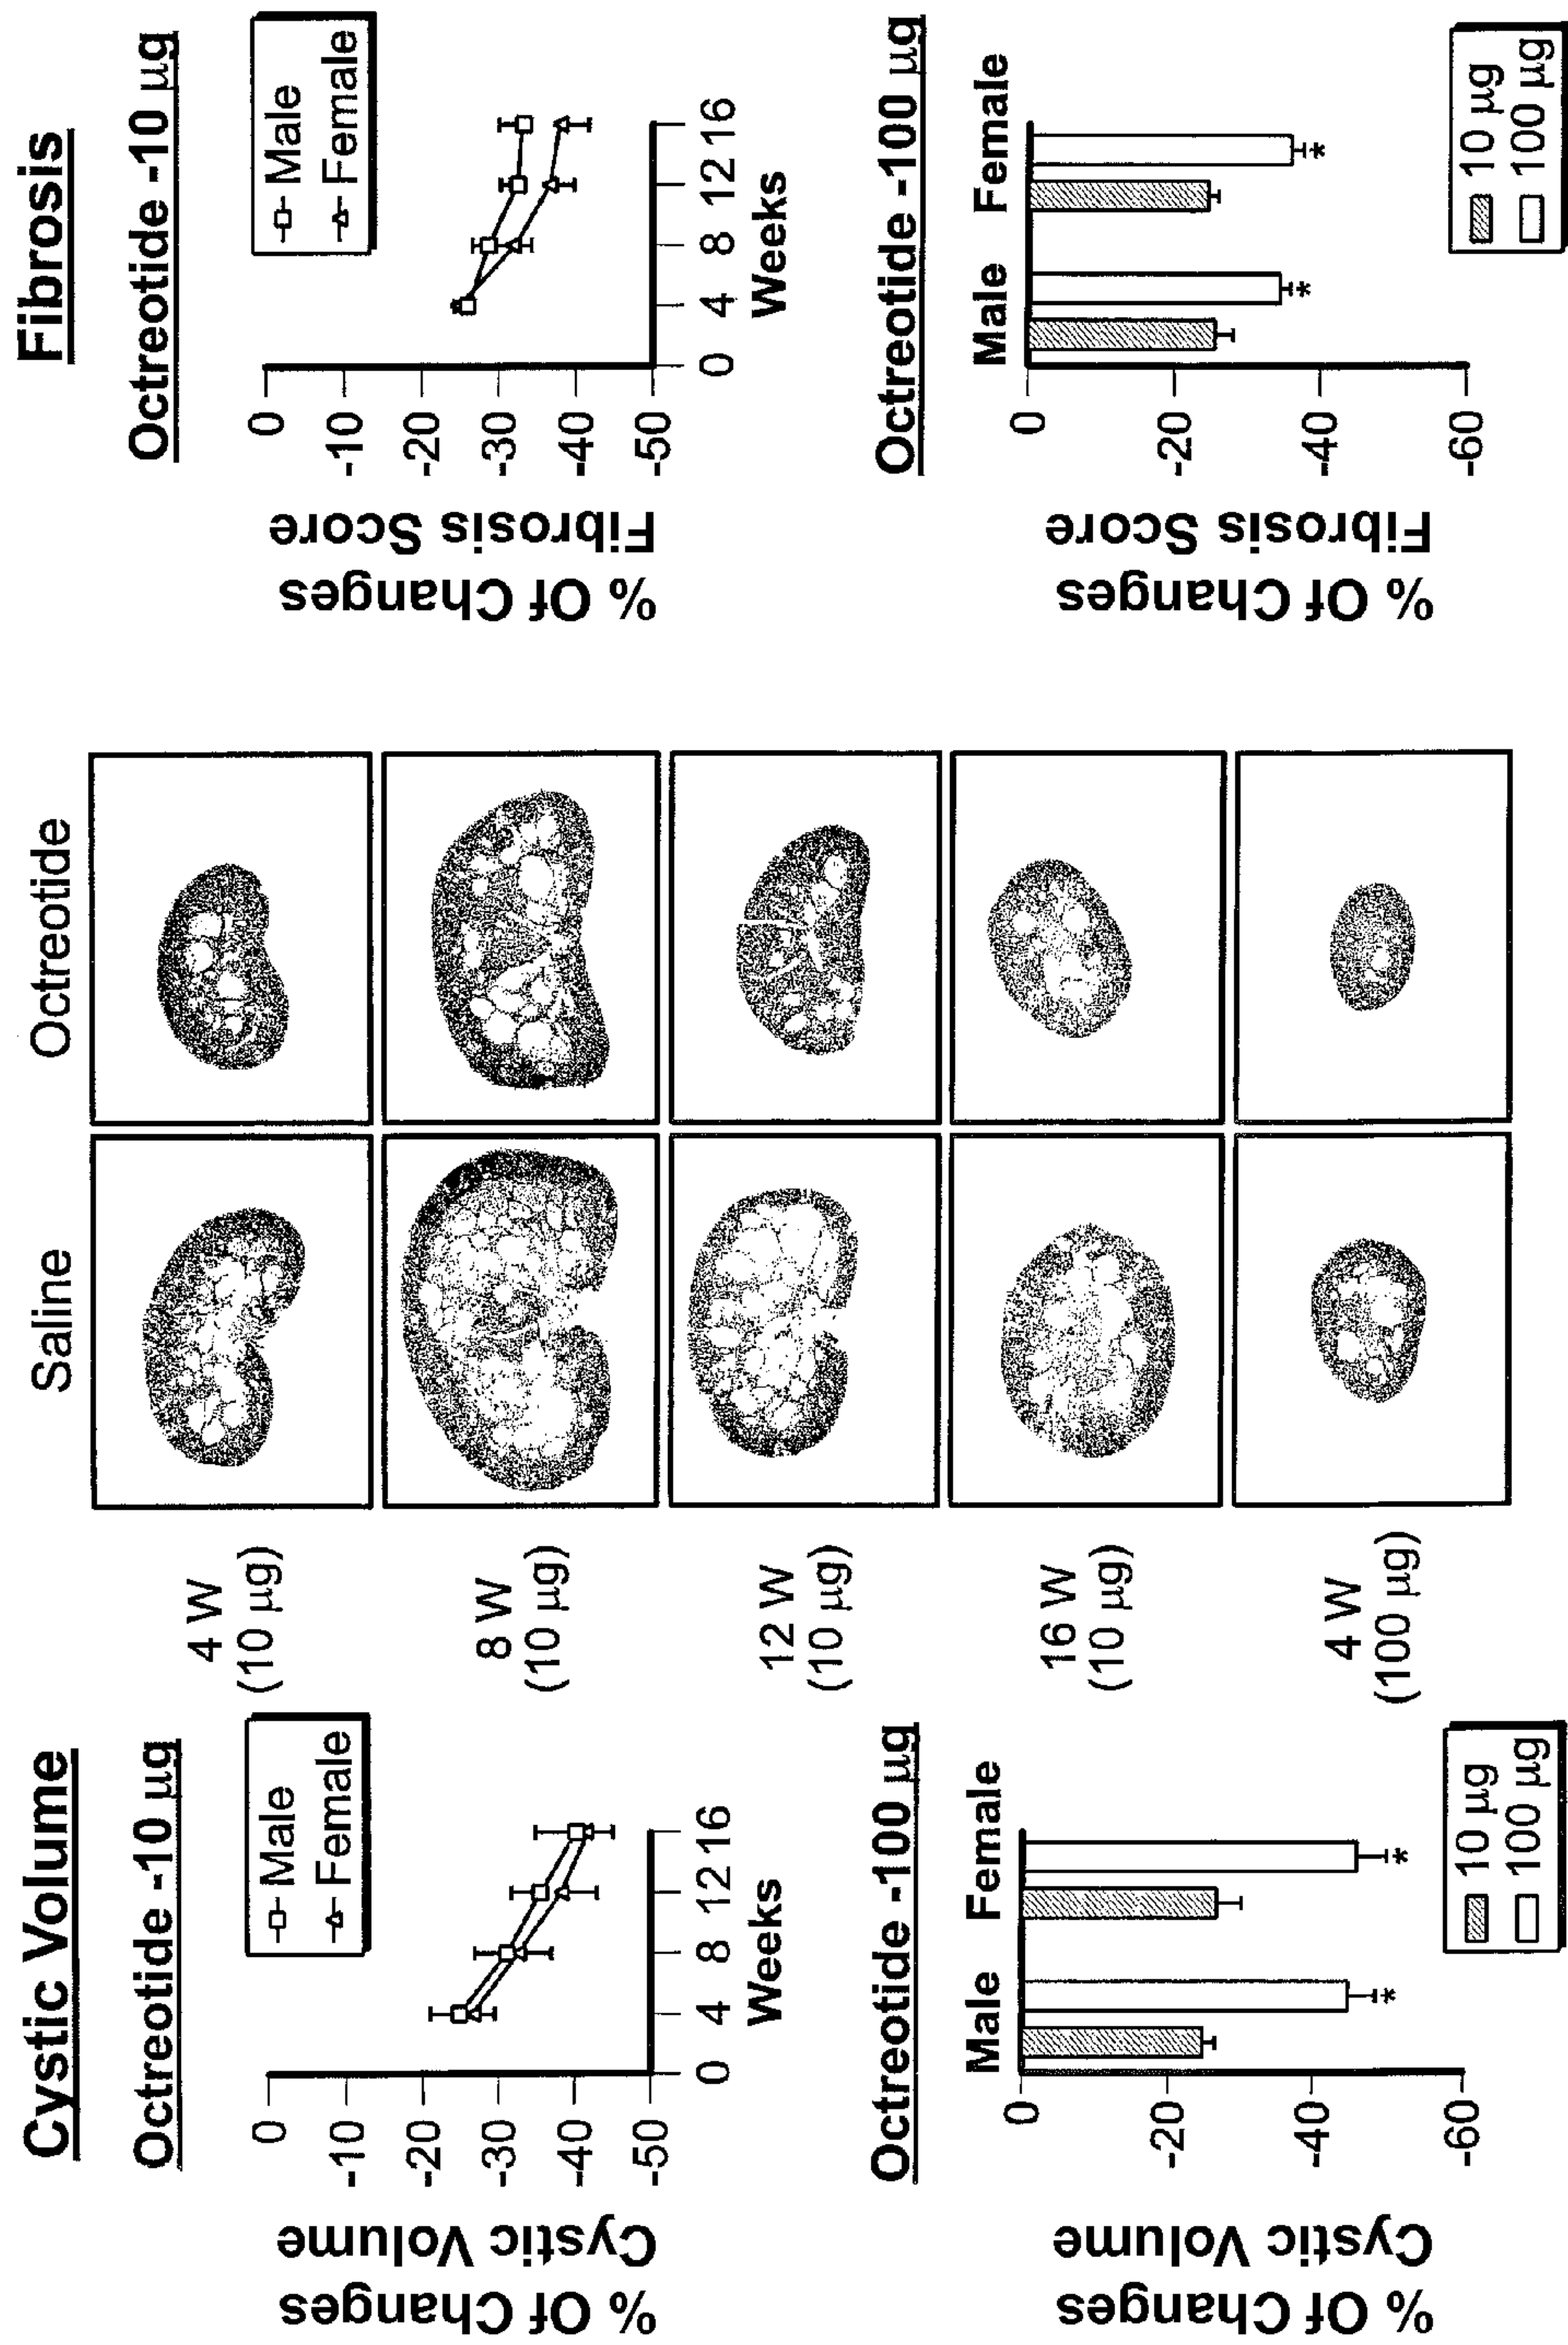 Cystic Volume
Octreotide -10 µg
Male
Female
0
-10
-20
-30
-40
-50
% Of Changes
Cystic Volume
0 4 8 12 16
Weeks
Octreotide -100 µg
Male Female
0
-20
-40
-60
% Of Changes
Cystic Volume
* *
10 µg
100 µg
Saline Octreotide
4 W
(10 µg)
8 W
(10 µg)
12 W
(10 µg)
16 W
(10 µg)
4 W
(100 µg)
Fibrosis
Octreotide -10 µg
Male
Female
0
-10
-20
-30
-40
-50
% Of Changes
Fibrosis Score
0 4 8 12 16
Weeks
Octreotide -100 µg
Male Female
0
-20
-40
-60
% Of Changes
Fibrosis Score
* *
10 µg
100 µg